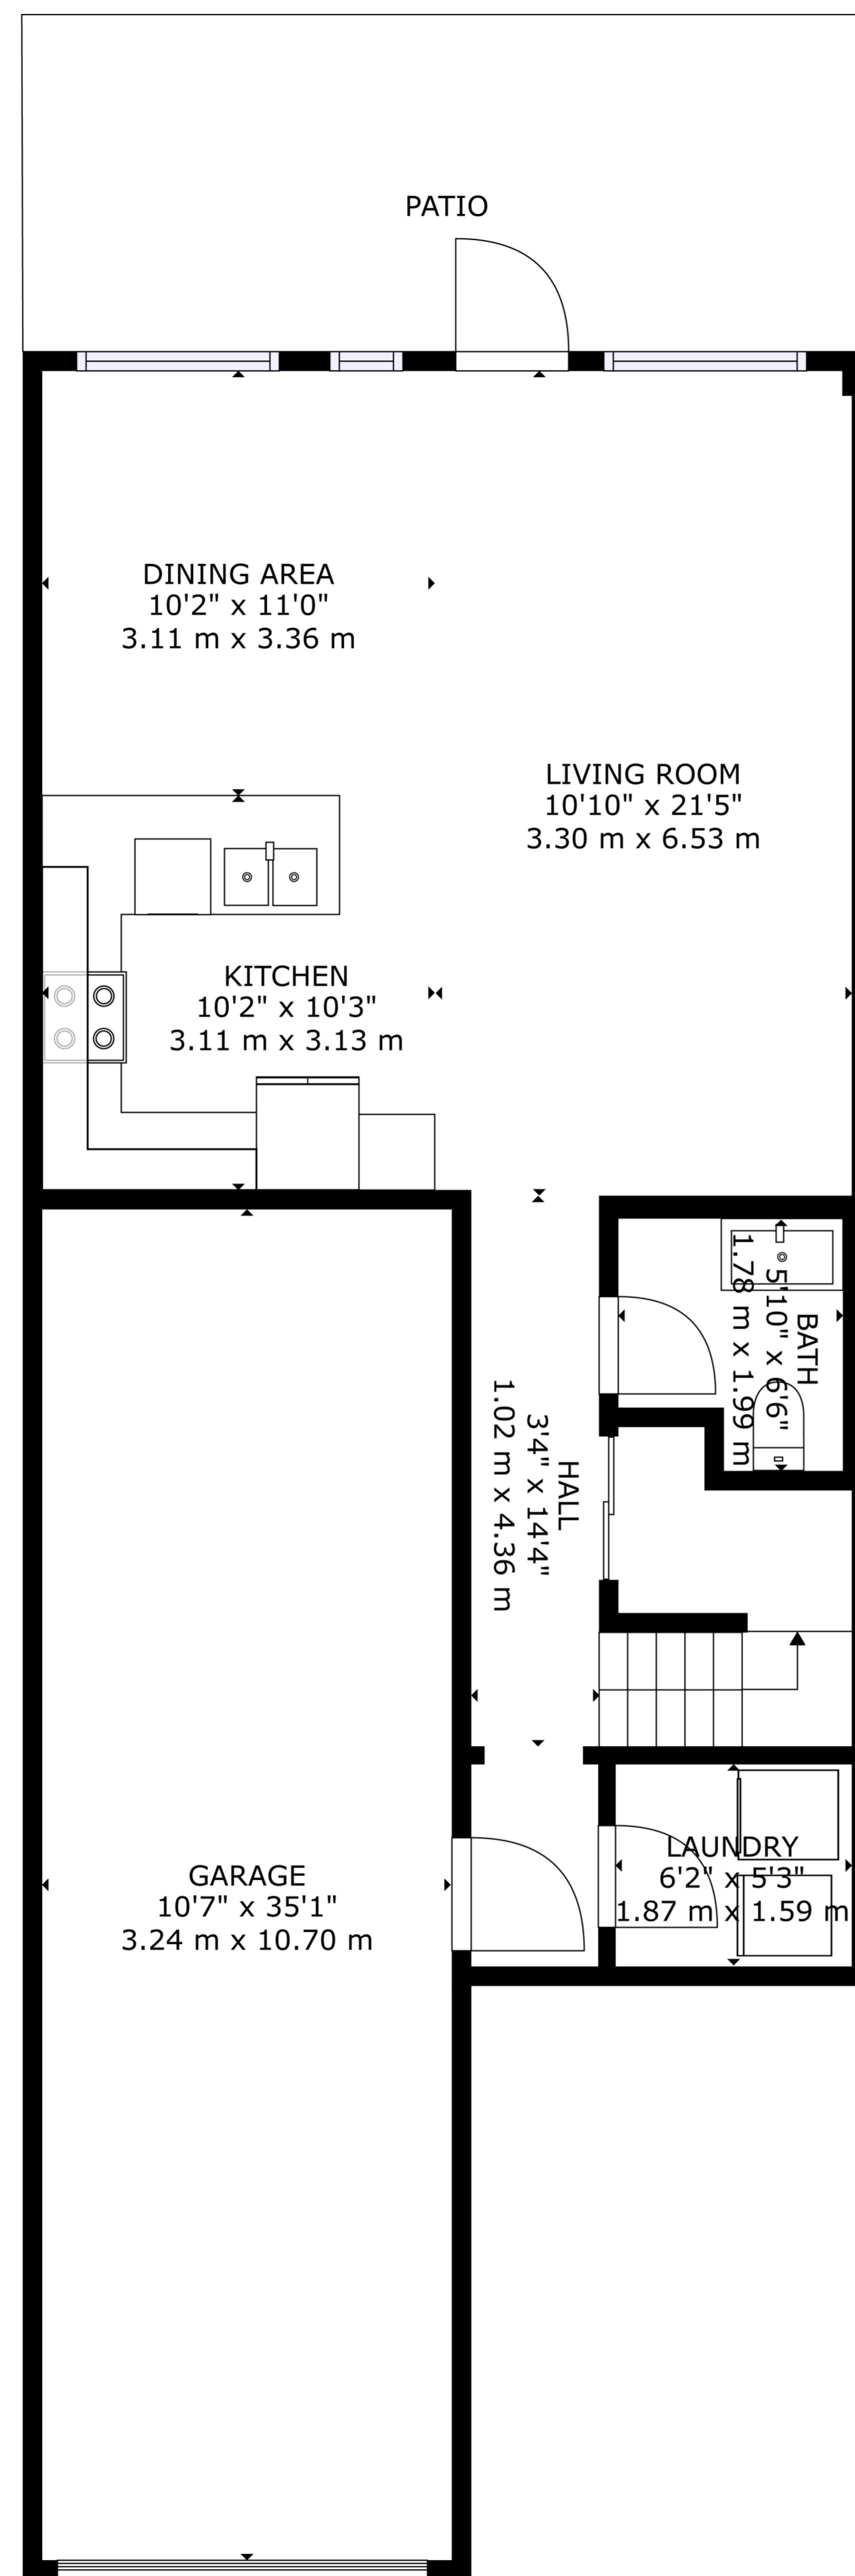 PATIO
DINING AREA
10'2" x 11'0"
3.11 m x 3.36 m
LIVING ROOM
10'10" x 21'5"
3.30 m x 6.53 m
KITCHEN
10'2" x 10'3"
3.11 m x 3.13 m
BATH
5'10" x 6'6"
1.78 m x 1.99 m
HALL
3'4" x 14'4"
1.02 m x 4.36 m
LAUNDRY
6'2" x 5'3"
1.87 m x 1.59 m
GARAGE
10'7" x 35'1"
3.24 m x 10.70 m